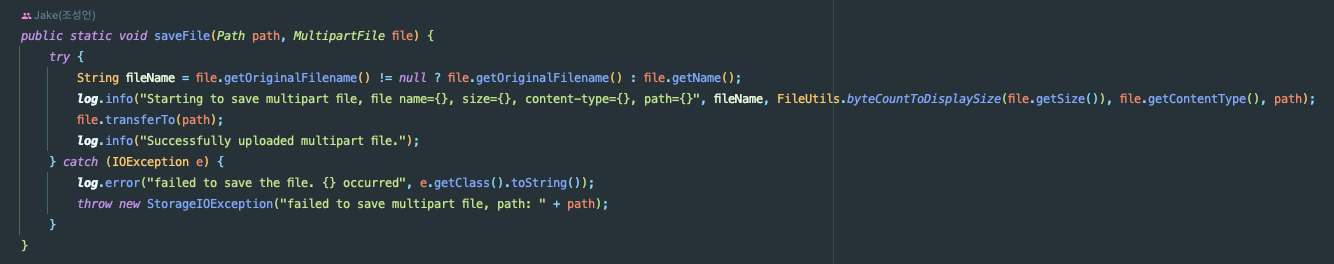 Jake(조성언)
public static void saveFile(Path path, MultipartFile file) {
try {
String fileName = file.getOriginalFilename() != null ? file.getOriginalFilename() : file.getName();
log.info("Starting to save multipart file, file name={}, size={}, content-type={}, path={}", fileName, FileUtils.byteCountToDisplaySize(file.getSize()), file.getContentType(), path);
file.transferTo(path);
log.info("Successfully uploaded multipart file.");
} catch (IOException e) {
log.error("failed to save the file. {} occurred", e.getClass().toString());
throw new StorageIOException("failed to save multipart file, path: " + path);
}
}